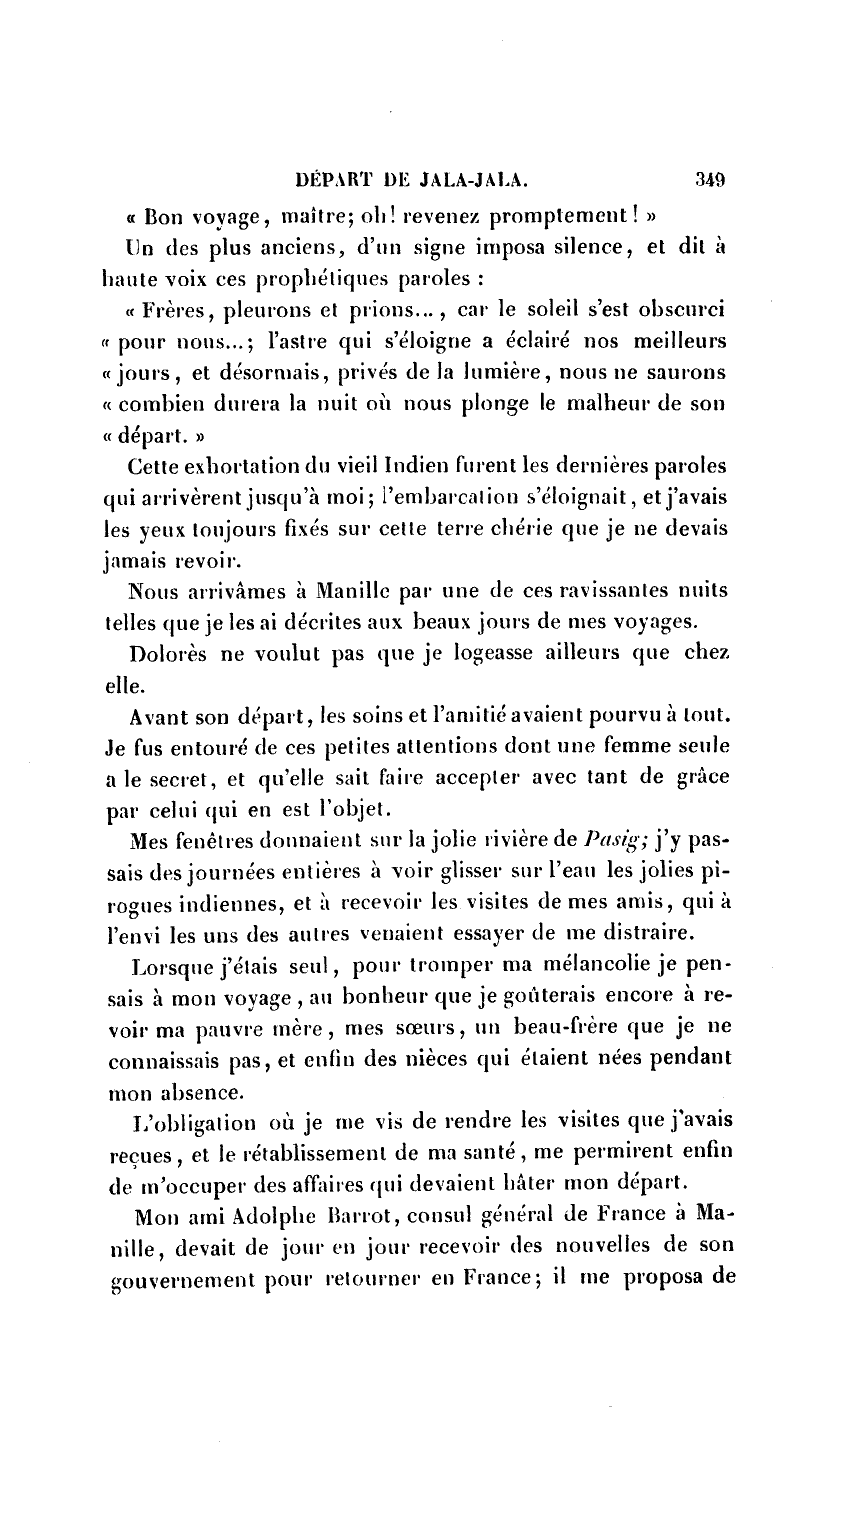 DÉPART DE JALA-JALA. 349
« Bon voyage, maître; oh! revenez promptement! »
Un des plus anciens, d'un signe imposa silence, et dit à
haute voix ces prophétiques paroles :
« Frères, pleurons et prions... , car le soleil s'est obscurci
« pour nous...; l'astre qui s'éloigne a éclairé nos meilleurs
« jours, et désormais, privés de la lumière, nous ne saurons
« combien durera la nuit où nous plonge le malheur de son
« départ. »
Cette exhortation du vieil Indien furent les dernières paroles
qui arrivèrent jusqu'à moi; l'embarcation s'éloignait, et j'avais
les yeux toujours fixés sur cette terre chérie que je ne devais
jamais revoir.
Nous arrivâmes à Manille par une de ces ravissantes nuits
telles que je les ai décrites aux beaux jours de mes voyages.
Dolorès ne voulut pas que je logeasse ailleurs que chez
elle.
Avant son départ, les soins et l'amitié avaient pourvu à tout.
Je fus entouré de ces petites attentions dont une femme seule
a le secret, et qu'elle sait faire accepter avec tant de grâce
par celui qui en est l'objet.
Mes fenêtres donnaient sur la jolie rivière de Pasig; j'y pas-
sais des journées entières à voir glisser sur l'eau les jolies pi-
rogues indiennes, et à recevoir les visites de mes amis, qui à
l'envi les uns des autres venaient essayer de me distraire.
Lorsque j'étais seul, pour tromper ma mélancolie je pen-
sais à mon voyage, au bonheur que je goûterais encore à re-
voir ma pauvre mère, mes sœurs, un beau-frère que je ne
connaissais pas, et enfin des nièces qui étaient nées pendant
mon absence.
L'obligation où je me vis de rendre les visites que j'avais
reçues, et le rétablissement de ma santé, me permirent enfin
de m'occuper des affaires qui devaient hâter mon départ.
Mon ami Adolphe Barrot, consul général de France à Ma-
nille, devait de jour en jour recevoir des nouvelles de son
gouvernement pour retourner en France; il me proposa de